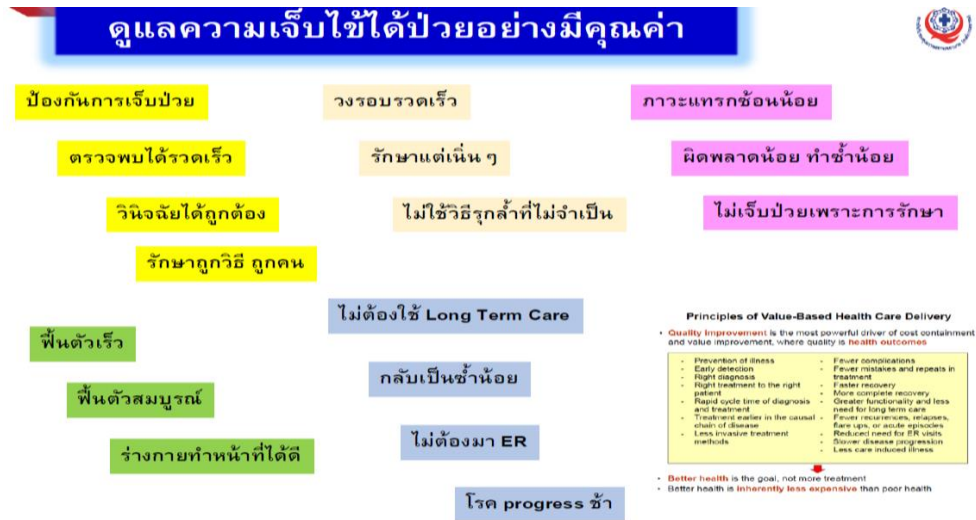 ดูแลความเจ็บไข้ได้ป่วยอย่างมีคุณค่า
ป้องกันการเจ็บป่วย
ตรวจพบได้รวดเร็ว
วินิจฉัยได้ถูกต้อง
รักษาถูกวิธี ถูกคน
วงรอบรวดเร็ว
รักษาแต่เนิ่น ๆ
ไม่ใช้วิธีรุกล้ำที่ไม่จำเป็น
ภาวะแทรกซ้อนน้อย
ผิดพลาดน้อย ทำซ้ำน้อย
ไม่เจ็บป่วยเพราะการรักษา
ฟื้นตัวเร็ว
ฟื้นตัวสมบูรณ์
ร่างกายทำหน้าที่ได้ดี
ไม่ต้องใช้ Long Term Care
กลับเป็นซ้ำน้อย
ไม่ต้องมา ER
โรค progress ช้า
Principles of Value-Based Health Care Delivery
• Quality Improvement is the most powerful driver of cost containment
and value improvement, where quality is health outcomes
- Prevention of illness
- Early detection
- Right diagnosis
- Right treatment to the right
patient
- Rapid cycle time of diagnosis
and treatment
- Treatment earlier in the causal
chain of disease
- Less invasive treatment
methods
- Fewer complications
- Fewer mistakes and repeats in
treatment
- Faster recovery
- More complete recovery
- Greater functionality and less
need for long term care
- Fewer recurrences, relapses,
flare ups, or acute episodes
- Reduced need for ER visits
- Slower disease progression
- Less care induced illness
• Better health is the goal, not more treatment
• Better health is inherently less expensive than poor health